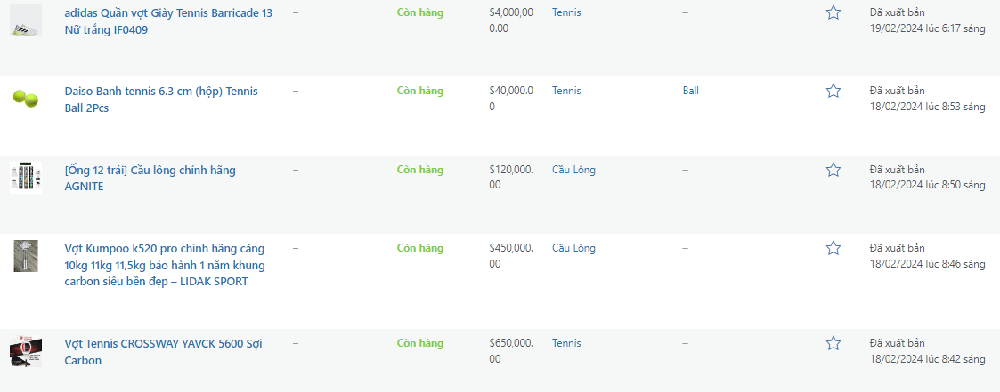 adidas Quần vợt Giày Tennis Barricade 13
Nữ trắng IF0409
–
Còn hàng
$4,000,00
0.00
Tennis
–
Đã xuất bản
19/02/2024 lúc 6:17 sáng
Daiso Banh tennis 6.3 cm (hộp) Tennis
Ball 2Pcs
–
Còn hàng
$40,000.0
0
Tennis
Ball
Đã xuất bản
18/02/2024 lúc 8:53 sáng
[Ống 12 trái] Cầu lông chính hãng
AGNITE
–
Còn hàng
$120,000.
00
Cầu Lông
–
Đã xuất bản
18/02/2024 lúc 8:50 sáng
Vợt Kumpoo k520 pro chính hãng căng
10kg 11kg 11,5kg bảo hành 1 năm khung
carbon siêu bền đẹp – LIDAK SPORT
–
Còn hàng
$450,000.
00
Cầu Lông
–
Đã xuất bản
18/02/2024 lúc 8:46 sáng
Vợt Tennis CROSSWAY YAVCK 5600 Sợi
Carbon
–
Còn hàng
$650,000.
00
Tennis
–
Đã xuất bản
18/02/2024 lúc 8:42 sáng